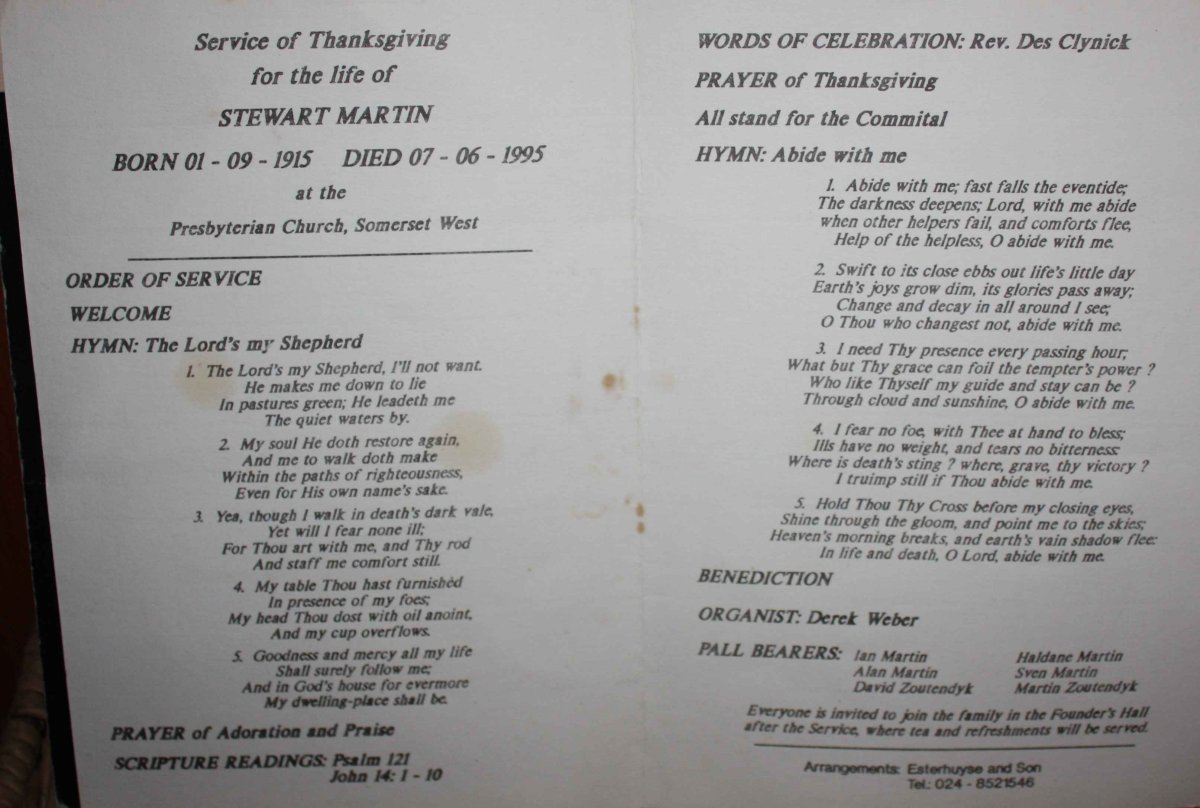 Service of Thanksgiving
for the life of
STEWART MARTIN
BORN 01 - 09 - 1915 DIED 07 - 06 - 1995
at the
Presbyterian Church, Somerset West
ORDER OF SERVICE
WELCOME
HYMN: The Lord's my Shepherd
1. The Lord's my Shepherd, I'll not want.
He makes me down to lie
In pastures green; He leadeth me
The quiet waters by.
2. My soul He doth restore again,
And me to walk doth make
Within the paths of righteousness,
Even for His own name's sake.
3. Yea, though I walk in death's dark vale,
Yet will I fear none ill;
For Thou art with me, and Thy rod
And staff me comfort still.
4. My table Thou hast furnished
In presence of my foes;
My head Thou dost with oil anoint,
And my cup overflows.
5. Goodness and mercy all my life
Shall surely follow me;
And in God's house for evermore
My dwelling-place shall be.
PRAYER of Adoration and Praise
SCRIPTURE READINGS: Psalm 121
John 14: 1 - 10
WORDS OF CELEBRATION: Rev. Des Clynick
PRAYER of Thanksgiving
All stand for the Commital
HYMN: Abide with me
1. Abide with me; fast falls the eventide;
The darkness deepens; Lord, with me abide
when other helpers fail, and comforts flee,
Help of the helpless, O abide with me.
2. Swift to its close ebbs out life's little day
Earth's joys grow dim, its glories pass away;
Change and decay in all around I see;
O Thou who changest not, abide with me.
3. I need Thy presence every passing hour;
What but Thy grace can foil the tempter's power ?
Who like Thyself my guide and stay can be ?
Through cloud and sunshine, O abide with me.
4. I fear no foe, with Thee at hand to bless;
Ills have no weight, and tears no bitterness:
Where is death's sting ? where, grave, thy victory ?
I truimp still if Thou abide with me.
5. Hold Thou Thy Cross before my closing eyes,
Shine through the gloom, and point me to the skies;
Heaven's morning breaks, and earth's vain shadow flee:
In life and death, O Lord, abide with me.
BENEDICTION
ORGANIST: Derek Weber
PALL BEARERS: Ian Martin Haldane Martin
Alan Martin Sven Martin
David Zoutendyk Martin Zoutendyk
Everyone is invited to join the family in the Founder's Hall
after the Service, where tea and refreshments will be served.
Arrangements: Esterhuyse and Son
Tel.: 024 - 8521546